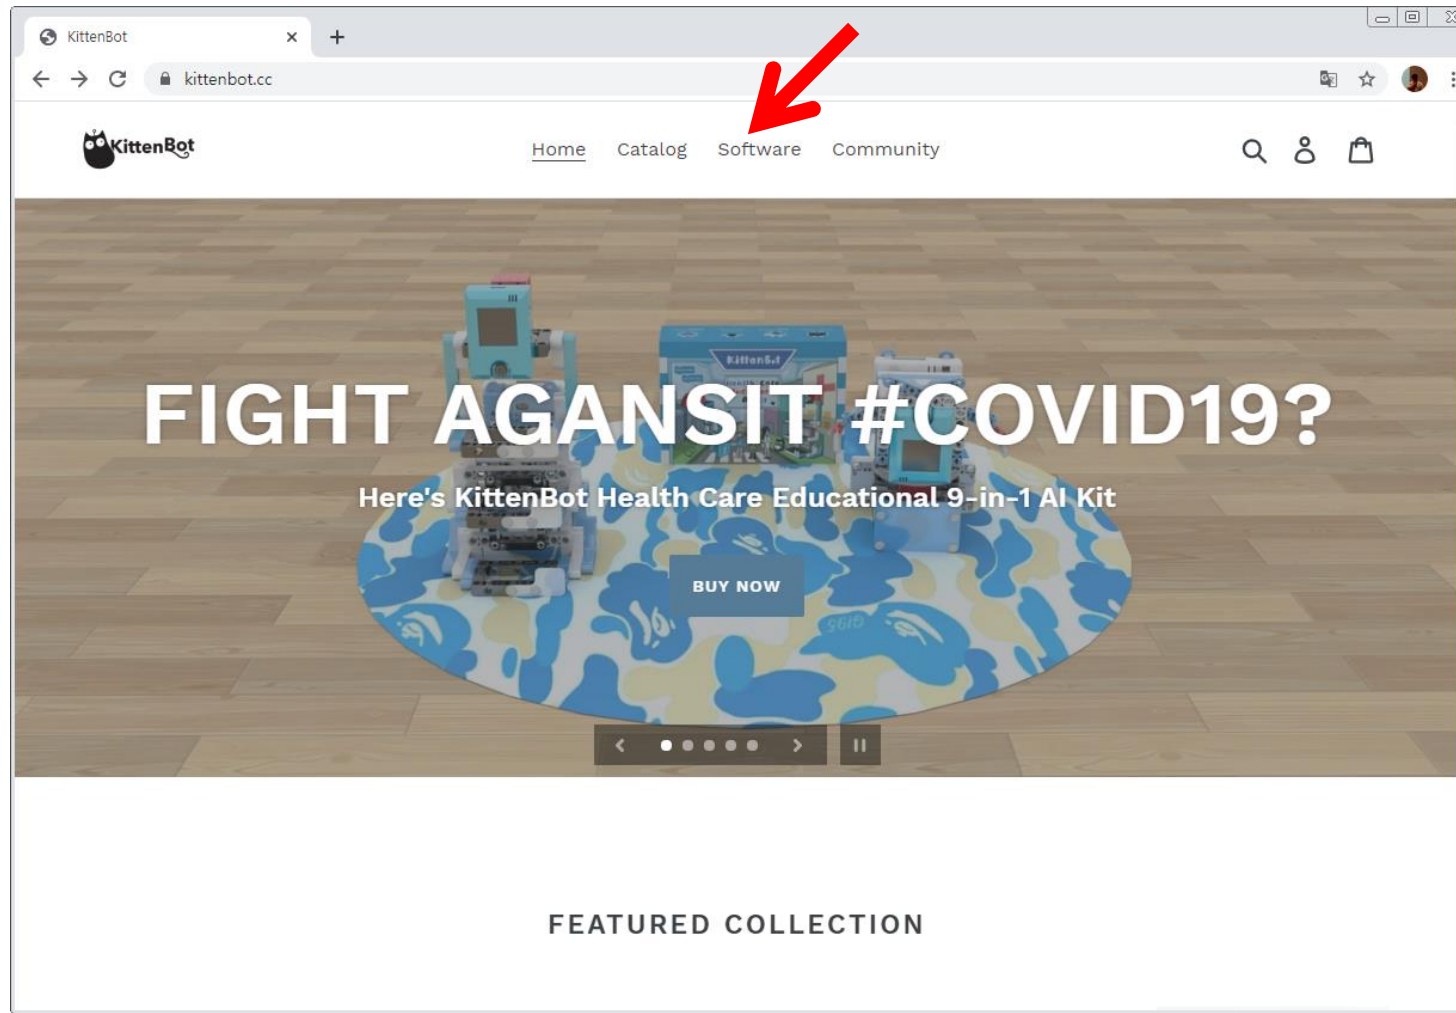 KittenBot
kittenbot.cc
KittenBot
Home Catalog Software Community
KittenBot
FIGHT AGANSIT #COVID19?
Here's KittenBot Health Care Educational 9-in-1 AI Kit
BUY NOW
FEATURED COLLECTION